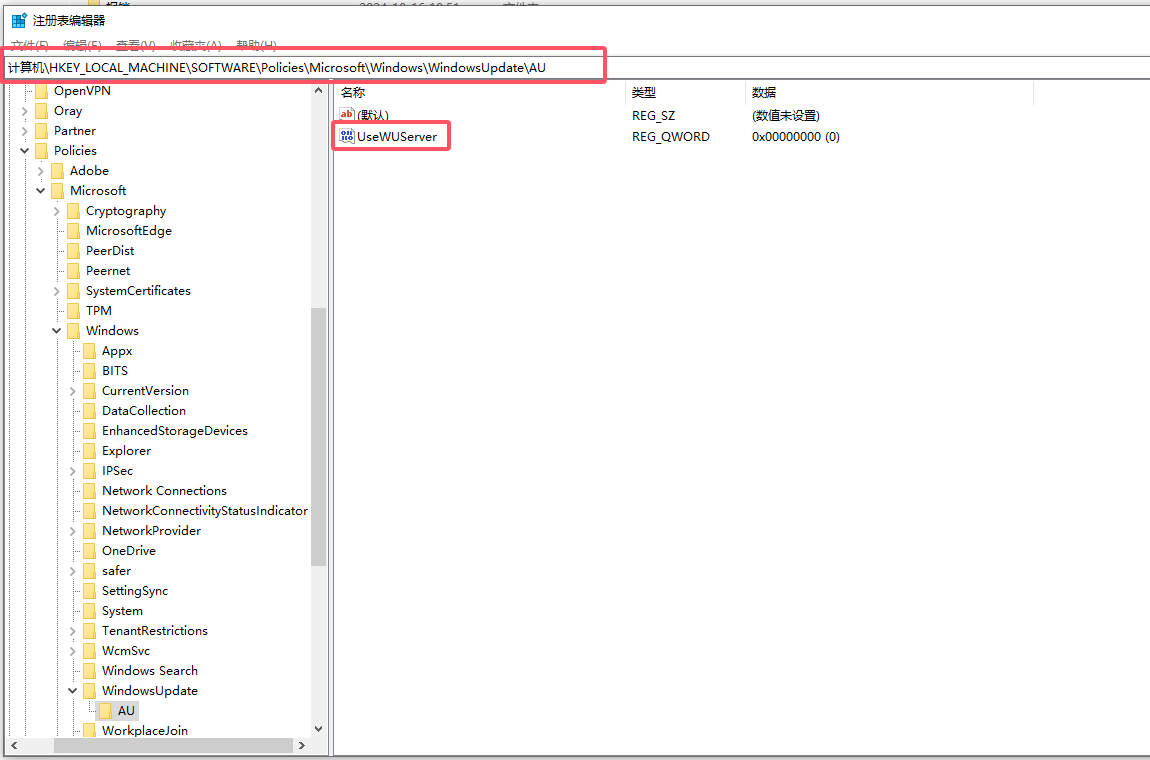 注册表编辑器
文件(F) 编辑(E) 查看(V) 收藏夹(A) 帮助(H)
计算机\HKEY_LOCAL_MACHINE\SOFTWARE\Policies\Microsoft\Windows\WindowsUpdate\AU
OpenVPN
Oray
Partner
Policies
Adobe
Microsoft
Cryptography
MicrosoftEdge
PeerDist
Peernet
SystemCertificates
TPM
Windows
Appx
BITS
CurrentVersion
DataCollection
EnhancedStorageDevices
Explorer
IPSec
Network Connections
NetworkConnectivityStatusIndicator
NetworkProvider
OneDrive
safer
SettingSync
System
TenantRestrictions
WcmSvc
Windows Search
WindowsUpdate
AU
WorkplaceJoin
名称 类型 数据
ab (默认) REG_SZ (数值未设置)
UseWUServer REG_QWORD 0x00000000 (0)